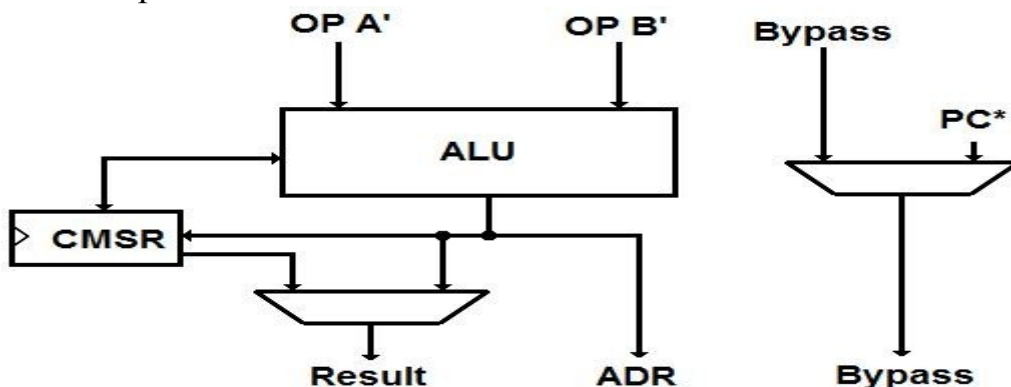 OP A'
OP B'
Bypass
PC*
ALU
CMSR
Result
ADR
Bypass